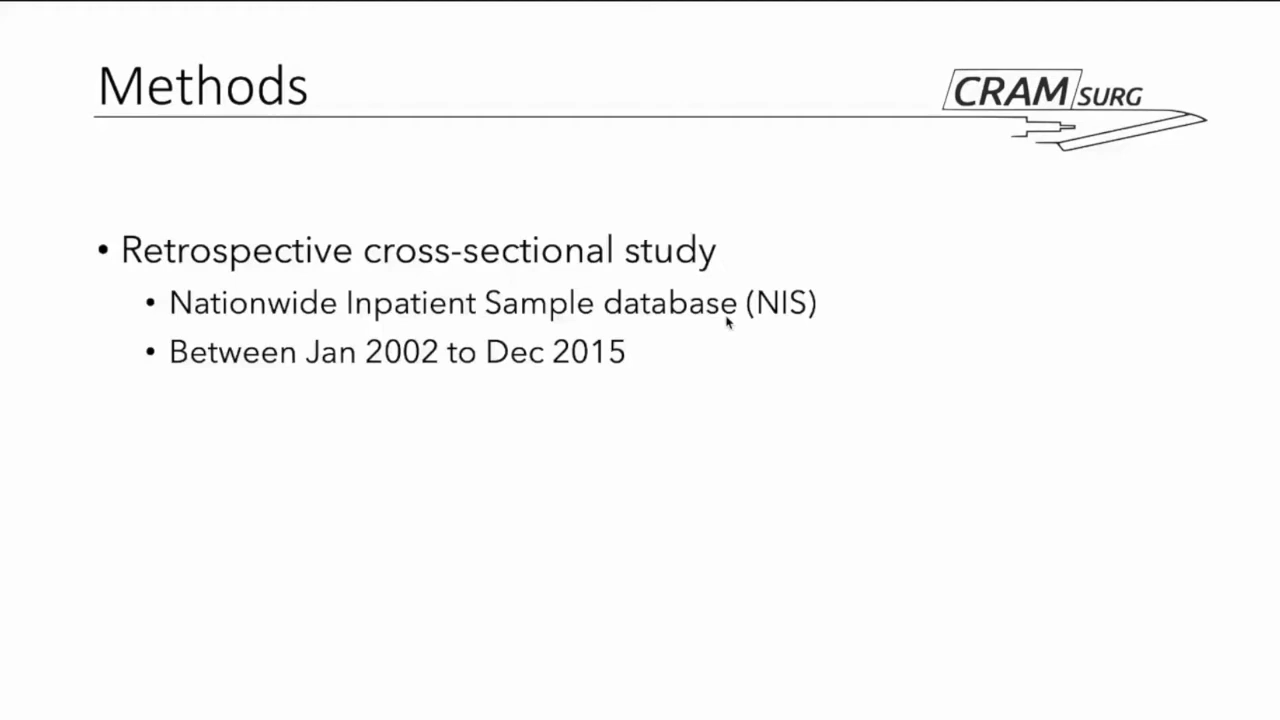 Methods
CRAM SURG
• Retrospective cross-sectional study
• Nationwide Inpatient Sample database (NIS)
• Between Jan 2002 to Dec 2015